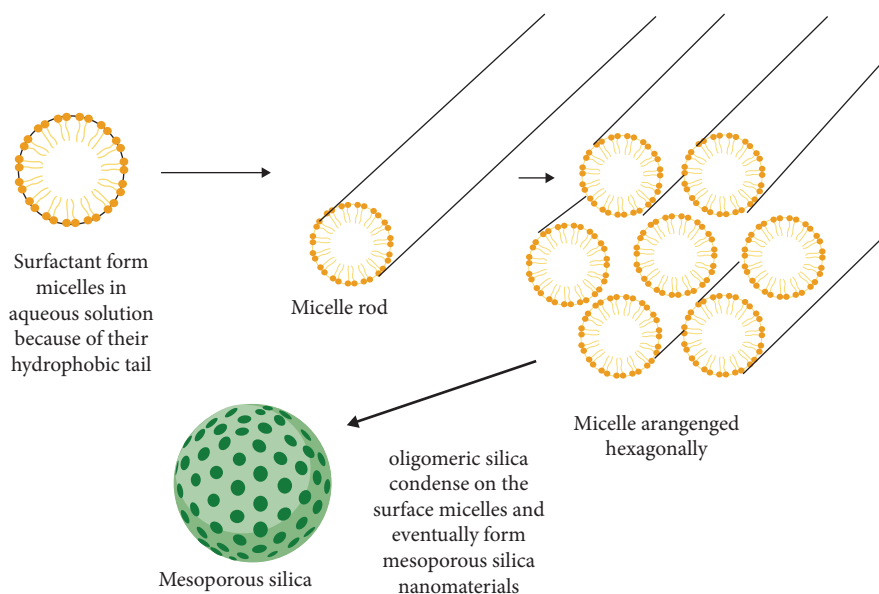 Surfactant form
micelles in
aqueous solution
because of their
hydrophobic tail
Micelle rod
Micelle arangenged
hexagonally
oligomeric silica
condense on the
surface micelles and
eventually form
mesoporous silica
nanomaterials
Mesoporous silica